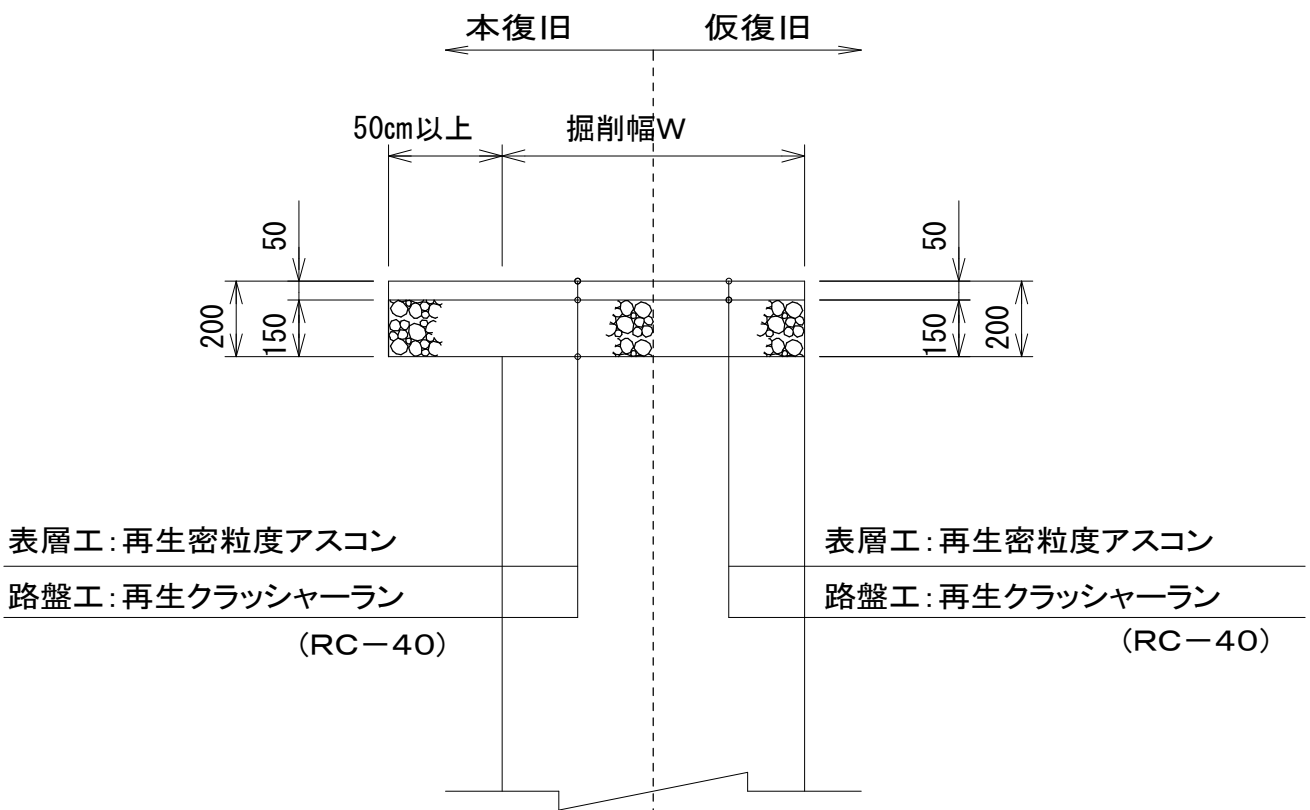 本復旧 仮復旧
50cm以上 掘削幅W
50 50
200 150 150 200
表層工:再生密粒度アスコン 表層工:再生密粒度アスコン
路盤工:再生クラッシャーラン 路盤工:再生クラッシャーラン
(RC-40) (RC-40)